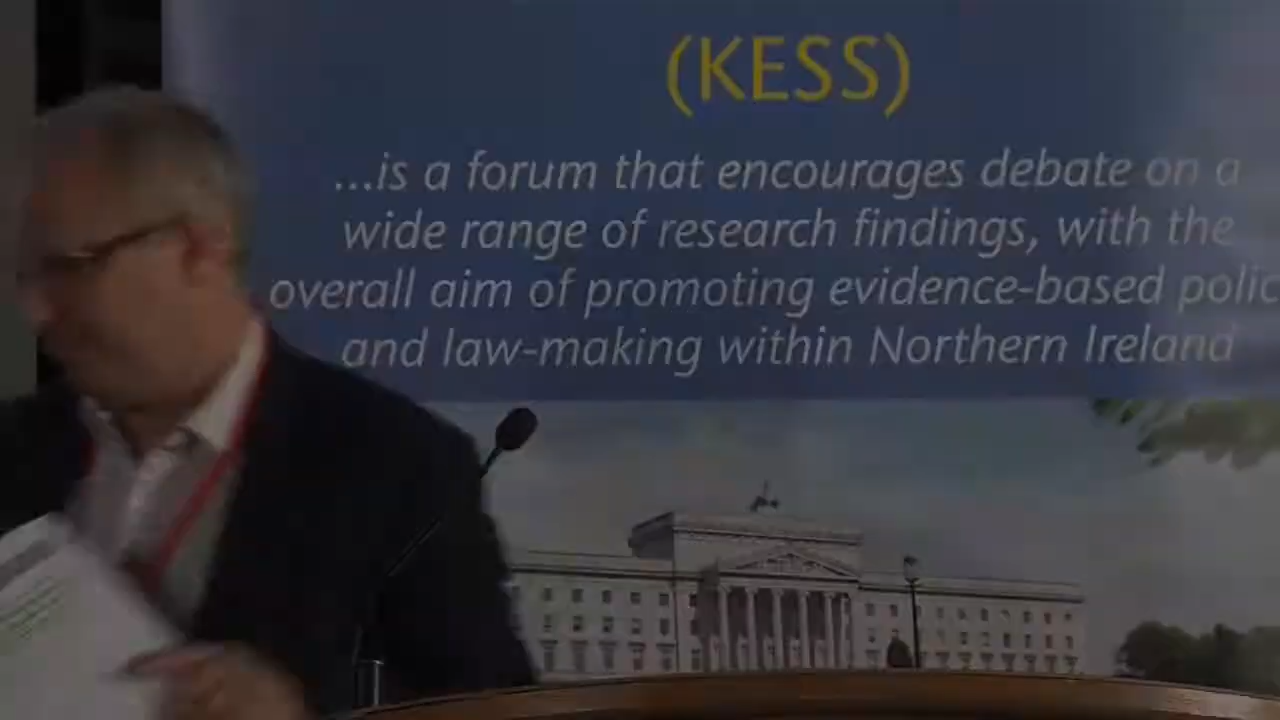 (KESS)
...is a forum that encourages debate on a
wide range of research findings, with the
overall aim of promoting evidence-based polic
and law-making within Northern Ireland